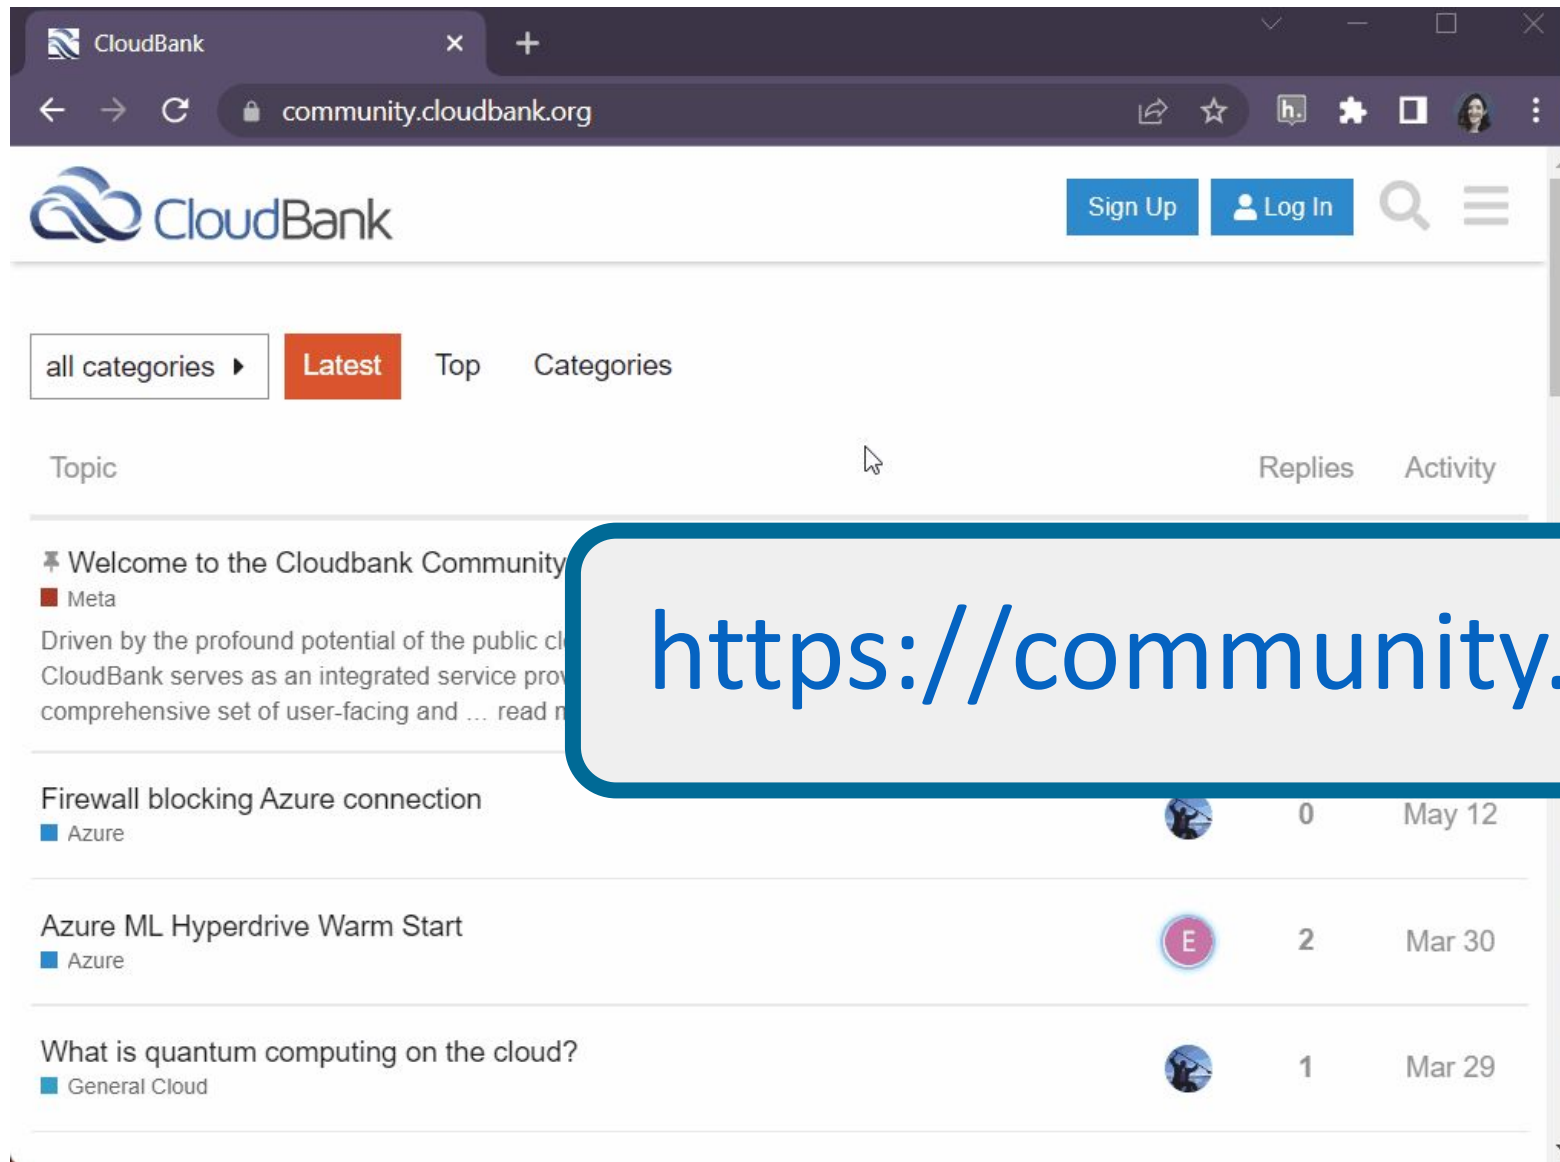 CloudBank
community.cloudbank.org
h.
CloudBank
Sign Up
Log In
all categories
Latest
Top
Categories
Topic
Replies
Activity
Welcome to the Cloudbank Community
Meta
Driven by the profound potential of the public
CloudBank serves as an integrated service
comprehensive set of user-facing and … read
https://community.
Firewall blocking Azure connection
Azure
0
May 12
Azure ML Hyperdrive Warm Start
Azure
E
2
Mar 30
What is quantum computing on the cloud?
General Cloud
1
Mar 29